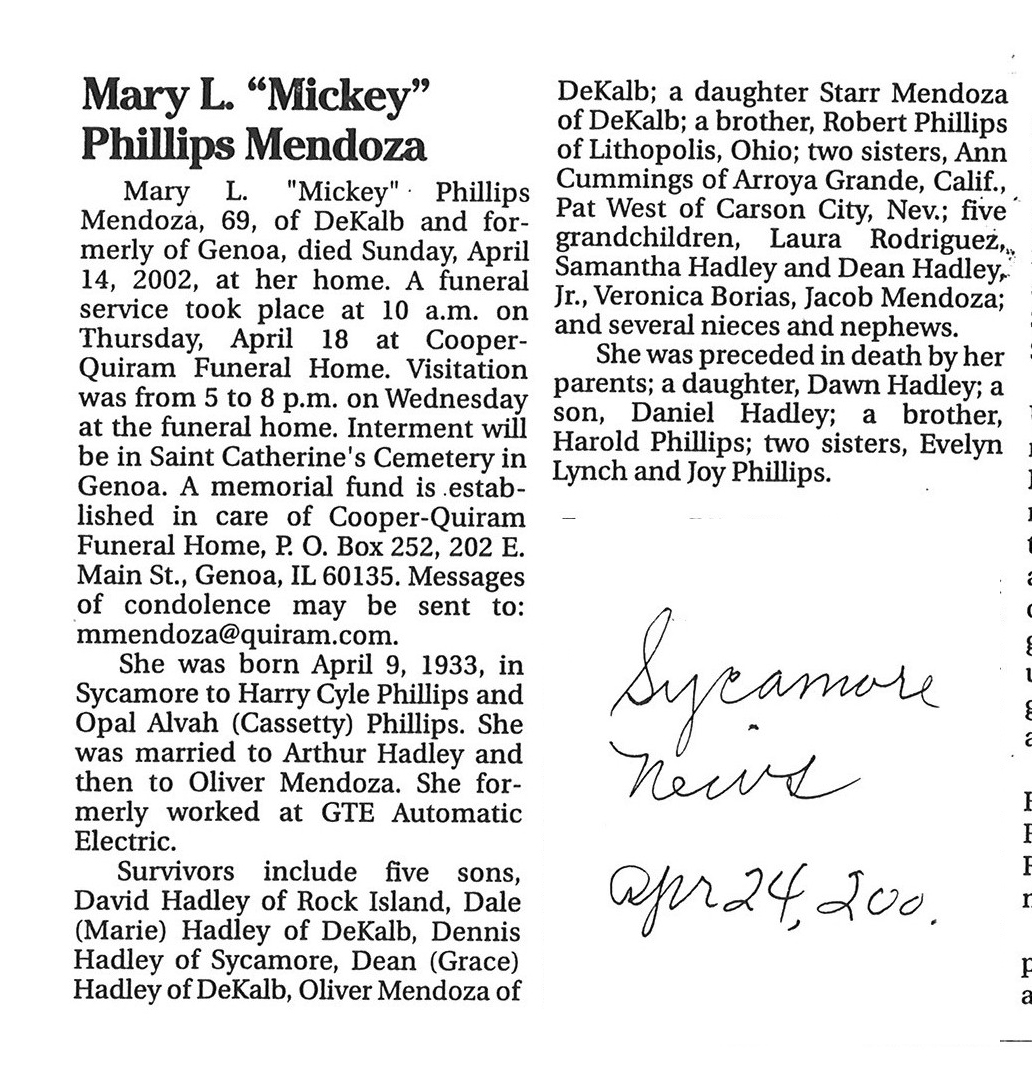 Mary L. “Mickey”
Phillips Mendoza
Mary L. "Mickey" Phillips
Mendoza, 69, of DeKalb and for-
merly of Genoa, died Sunday, April
14, 2002, at her home. A funeral
service took place at 10 a.m. on
Thursday, April 18 at Cooper-
Quiram Funeral Home. Visitation
was from 5 to 8 p.m. on Wednesday
at the funeral home. Interment will
be in Saint Catherine's Cemetery in
Genoa. A memorial fund is estab-
lished in care of Cooper-Quiram
Funeral Home, P. O. Box 252, 202 E.
Main St., Genoa, IL 60135. Messages
of condolence may be sent to:
mmendoza@quiram.com.
She was born April 9, 1933, in
Sycamore to Harry Cyle Phillips and
Opal Alvah (Cassetty) Phillips. She
was married to Arthur Hadley and
then to Oliver Mendoza. She for-
merly worked at GTE Automatic
Electric.
Survivors include five sons,
David Hadley of Rock Island, Dale
(Marie) Hadley of DeKalb, Dennis
Hadley of Sycamore, Dean (Grace)
Hadley of DeKalb, Oliver Mendoza of
DeKalb; a daughter Starr Mendoza
of DeKalb; a brother, Robert Phillips
of Lithopolis, Ohio; two sisters, Ann
Cummings of Arroya Grande, Calif.,
Pat West of Carson City, Nev.; five
grandchildren, Laura Rodriguez,
Samantha Hadley and Dean Hadley,
Jr., Veronica Borias, Jacob Mendoza;
and several nieces and nephews.
She was preceded in death by her
parents; a daughter, Dawn Hadley; a
son, Daniel Hadley; a brother,
Harold Phillips; two sisters, Evelyn
Lynch and Joy Phillips.
Sycamore
News
Apr 24, 200